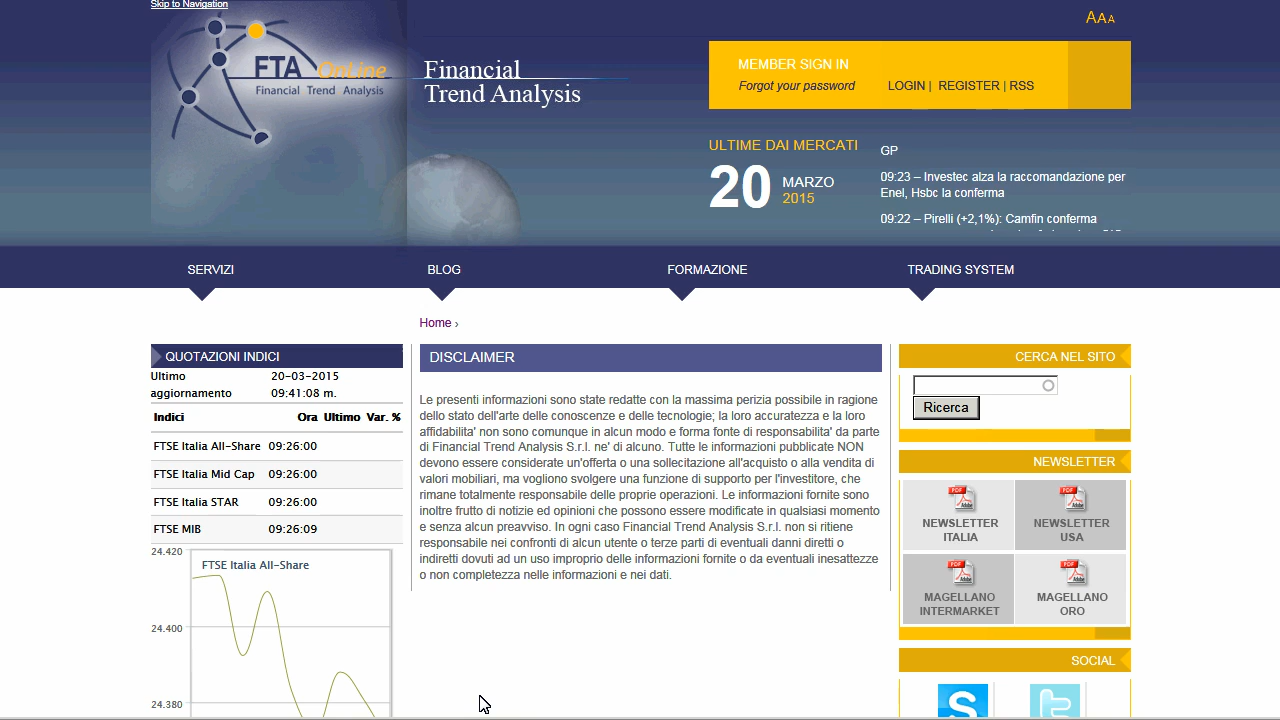 Skip to Navigation
AAA
FTA OnLine
Financial Trend Analysis
Financial
Trend Analysis
MEMBER SIGN IN
Forgot your password
LOGIN | REGISTER | RSS
ULTIME DAI MERCATI
20 MARZO
2015
GP
09:23 – Investec alza la raccomandazione per
Enel, Hsbc la conferma
09:22 – Pirelli (+2,1%): Camfin conferma
SERVIZI
BLOG
FORMAZIONE
TRADING SYSTEM
Home ›
QUOTAZIONI INDICI
Ultimo 20-03-2015
aggiornamento 09:41:08 m.
Indici Ora Ultimo Var. %
FTSE Italia All-Share 09:26:00
FTSE Italia Mid Cap 09:26:00
FTSE Italia STAR 09:26:00
FTSE MIB 09:26:09
24.420
FTSE Italia All-Share
24.400
24.380
DISCLAIMER
Le presenti informazioni sono state redatte con la massima perizia possibile in ragione
dello stato dell'arte delle conoscenze e delle tecnologie; la loro accuratezza e la loro
affidabilita' non sono comunque in alcun modo e forma fonte di responsabilita' da parte
di Financial Trend Analysis S.r.l. ne' di alcuno. Tutte le informazioni pubblicate NON
devono essere considerate un'offerta o una sollecitazione all'acquisto o alla vendita di
valori mobiliari, ma vogliono svolgere una funzione di supporto per l'investitore, che
rimane totalmente responsabile delle proprie operazioni. Le informazioni fornite sono
inoltre frutto di notizie ed opinioni che possono essere modificate in qualsiasi momento
e senza alcun preavviso. In ogni caso Financial Trend Analysis S.r.l. non si ritiene
responsabile nei confronti di alcun utente o terze parti di eventuali danni diretti o
indiretti dovuti ad un uso improprio delle informazioni fornite o da eventuali inesattezze
o non completezza nelle informazioni e nei dati.
CERCA NEL SITO
Ricerca
NEWSLETTER
PDF
Adobe
NEWSLETTER
ITALIA
PDF
Adobe
NEWSLETTER
USA
PDF
Adobe
MAGELLANO
INTERMARKET
PDF
Adobe
MAGELLANO
ORO
SOCIAL